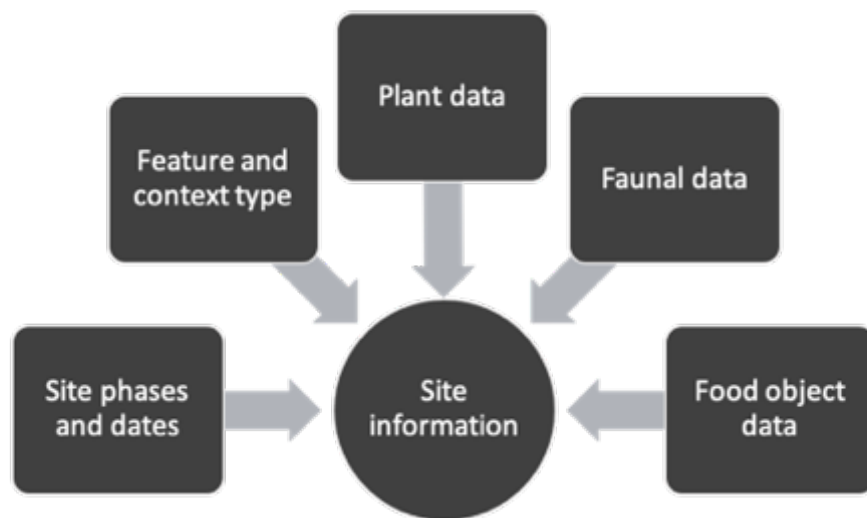 Plant data
Feature and
context type
Faunal data
Site phases
and dates
Site
information
Food object
data